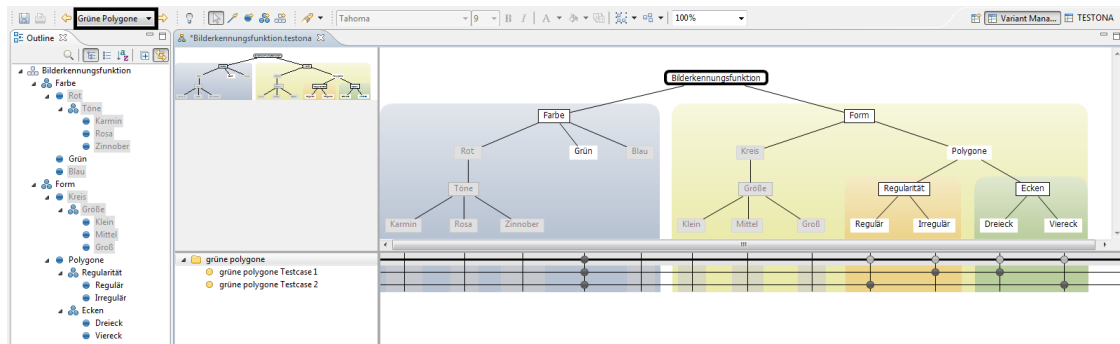 Grüne Polygone
Tahoma 9 B I A 100% Variant Mana... TESTONA
Outline
*Bilderkennungsfunktion.testona
Bilderkennungsfunktion
Farbe
Rot
Töne
Karmin
Rosa
Zinnober
Grün
Blau
Form
Kreis
Größe
Klein
Mittel
Groß
Polygone
Regularität
Regulär
Irregulär
Ecken
Dreieck
Viereck
Bilderkennungsfunktion
Farbe Form
Rot Grün Blau Kreis Polygone
Töne Größe Regularität Ecken
Karmin Rosa Zinnober Klein Mittel Groß Regulär Irregulär Dreieck Viereck
grüne polygone
grüne polygone Testcase 1
grüne polygone Testcase 2